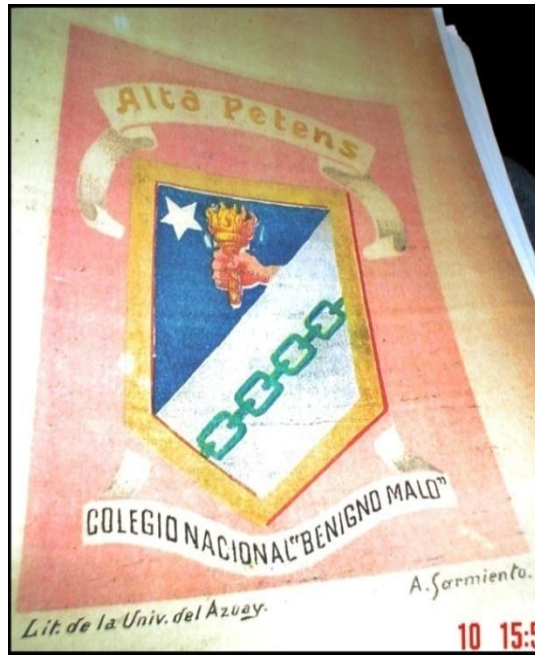 Alta Petens
COLEGIO NACIONAL "BENIGNO MALO"
Lit. de la Univ. del Azuay.
A. Sarmiento.
10 15:5